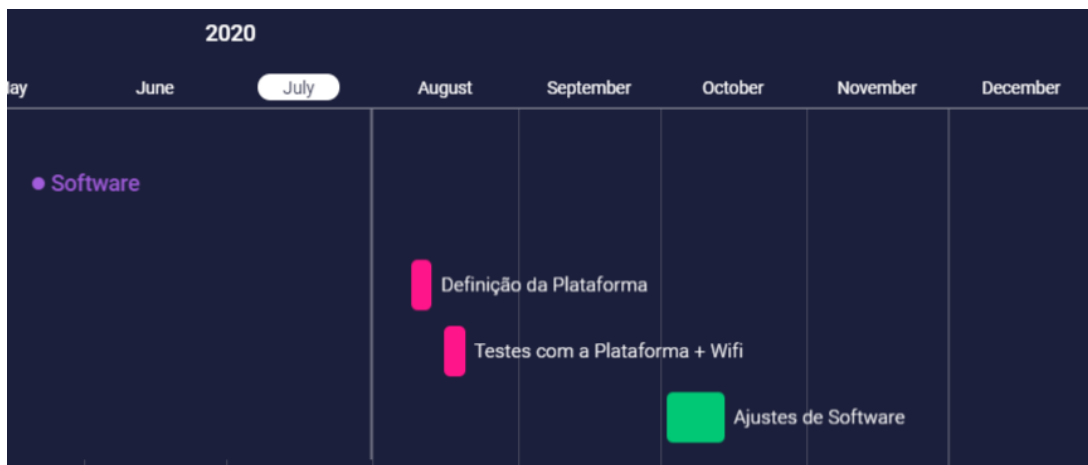 2020
lay June July August September October November December
Software
Definição da Plataforma
Testes com a Plataforma + Wifi
Ajustes de Software